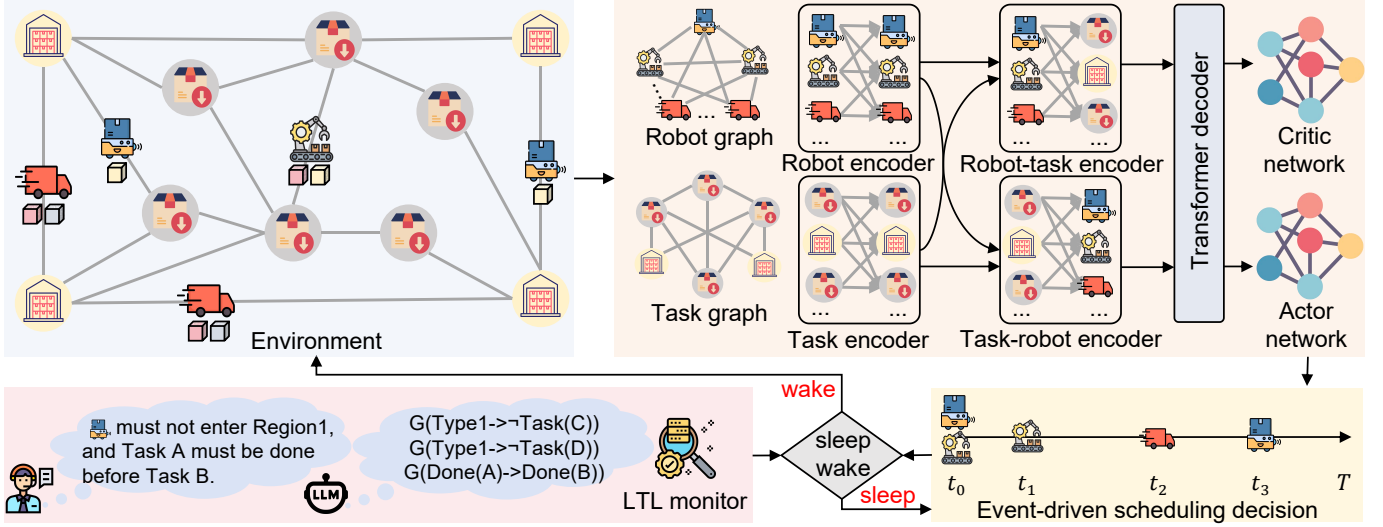 Environment
Robot graph
...
...
Task graph
Robot encoder
...
...
Task encoder
...
...
Robot-task encoder
...
...
Task-robot encoder
Transformer decoder
Critic
network
Actor
network
must not enter Region1,
and Task A must be done
before Task B.
LLM
G(Type1->¬Task(C))
G(Type1->¬Task(D))
G(Done(A)->Done(B))
LTL monitor
wake
sleep
wake
sleep
t0
t1
t2
t3
T
Event-driven scheduling decision